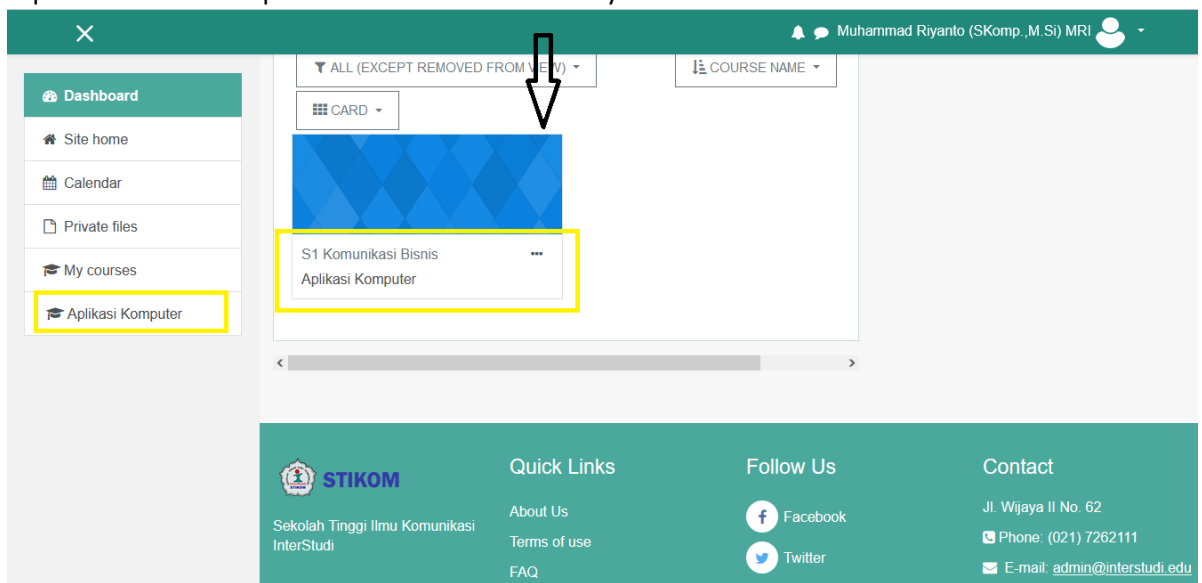 Muhammad Riyanto (SKomp.,M.Si) MRI
ALL (EXCEPT REMOVED FROM VIEW)
COURSE NAME
CARD
Dashboard
Site home
Calendar
Private files
My courses
Aplikasi Komputer
S1 Komunikasi Bisnis
Aplikasi Komputer
STIKOM
Sekolah Tinggi Ilmu Komunikasi
InterStudi
Quick Links
About Us
Terms of use
FAQ
Follow Us
Facebook
Twitter
Contact
Jl. Wijaya II No. 62
Phone: (021) 7262111
E-mail: admin@interstudi.edu